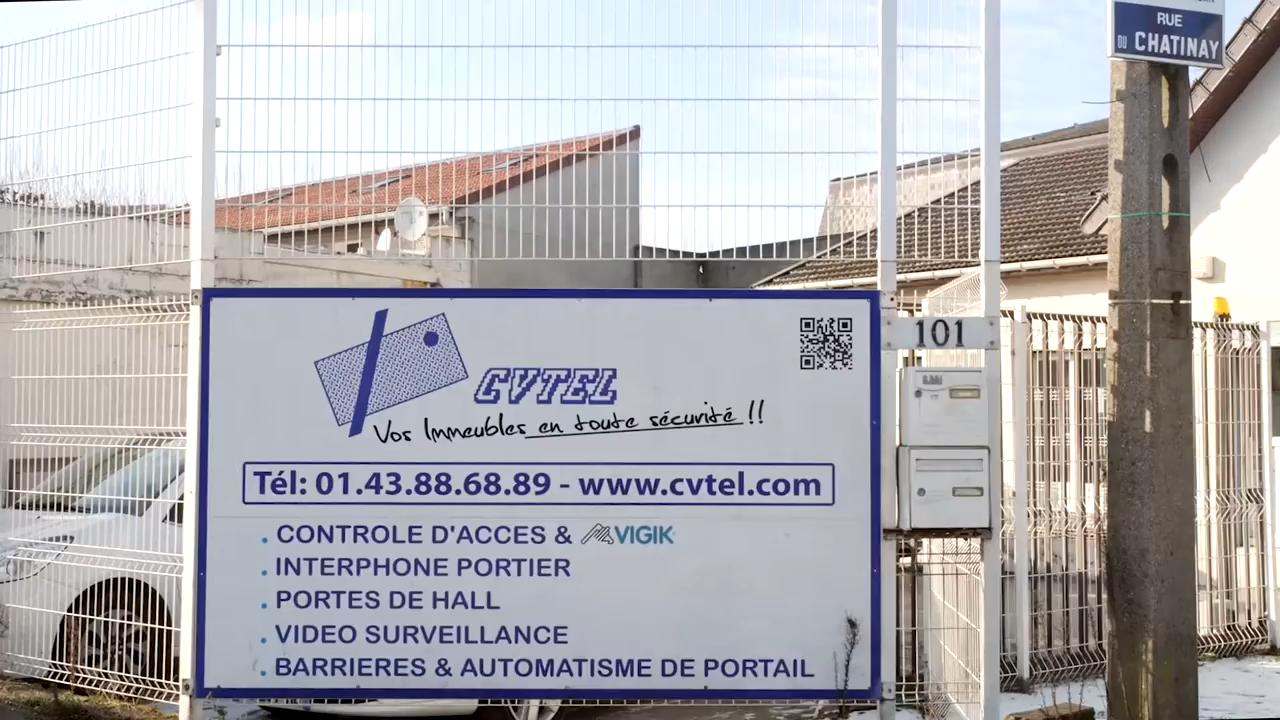 RUE
DU CHATINAY
101
CVTEL
Vos Immeubles en toute sécurité !!
Tél: 01.43.88.68.89 - www.cvtel.com
. CONTROLE D'ACCES & VIGIK
. INTERPHONE PORTIER
. PORTES DE HALL
. VIDEO SURVEILLANCE
. BARRIERES & AUTOMATISME DE PORTAIL